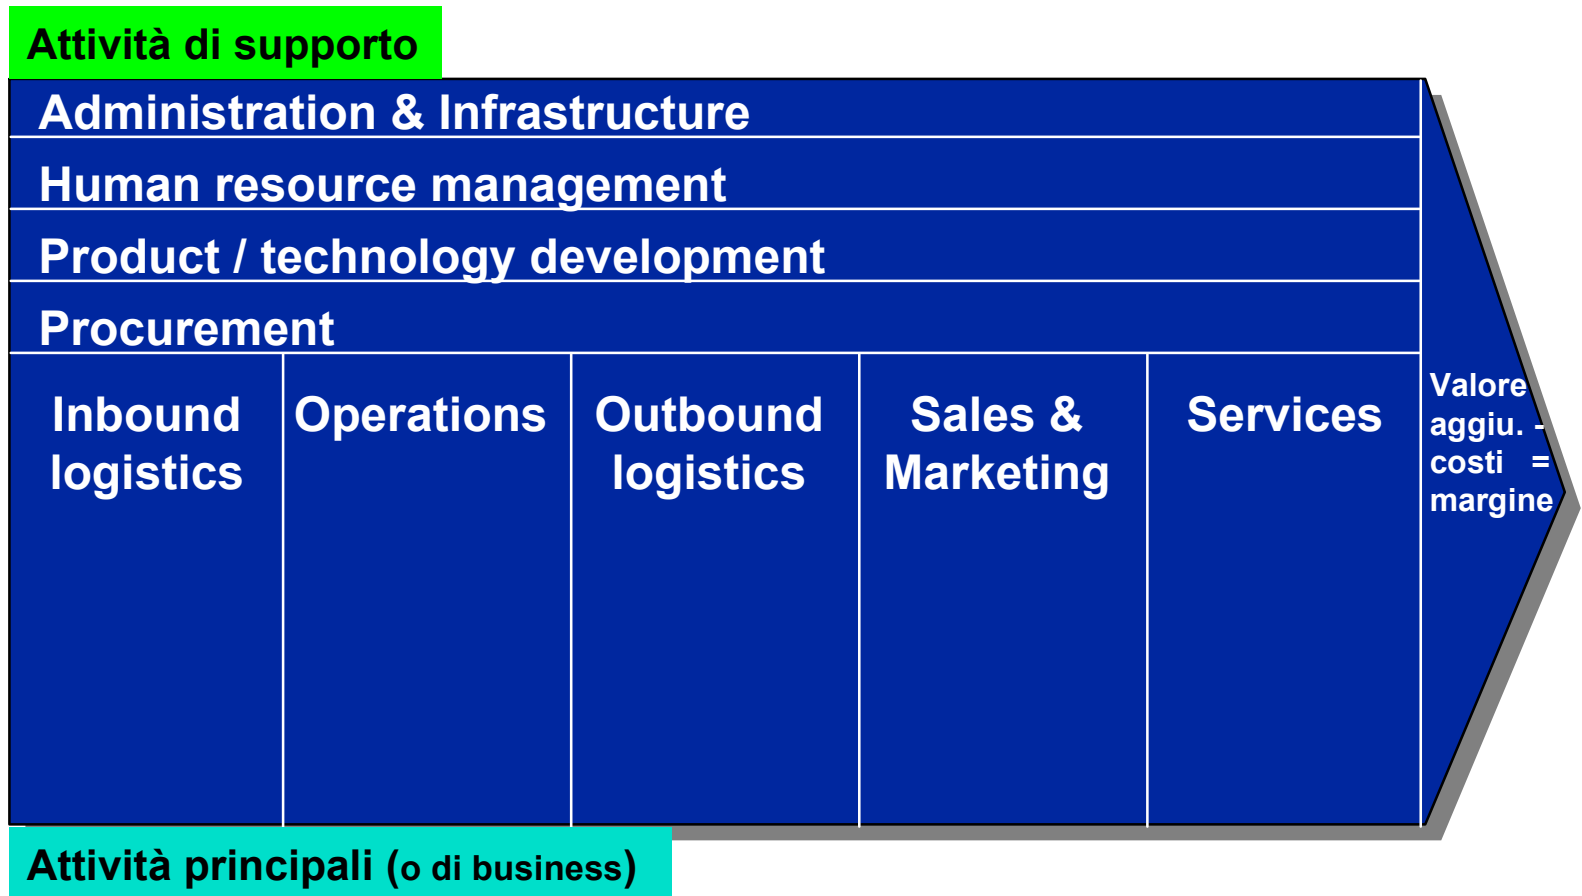 Attività di supporto
Administration & Infrastructure
Human resource management
Product / technology development
Procurement
Inbound
logistics
Operations
Outbound
logistics
Sales &
Marketing
Services
Valore
aggiu. -
costi =
margine
Attività principali (o di business)